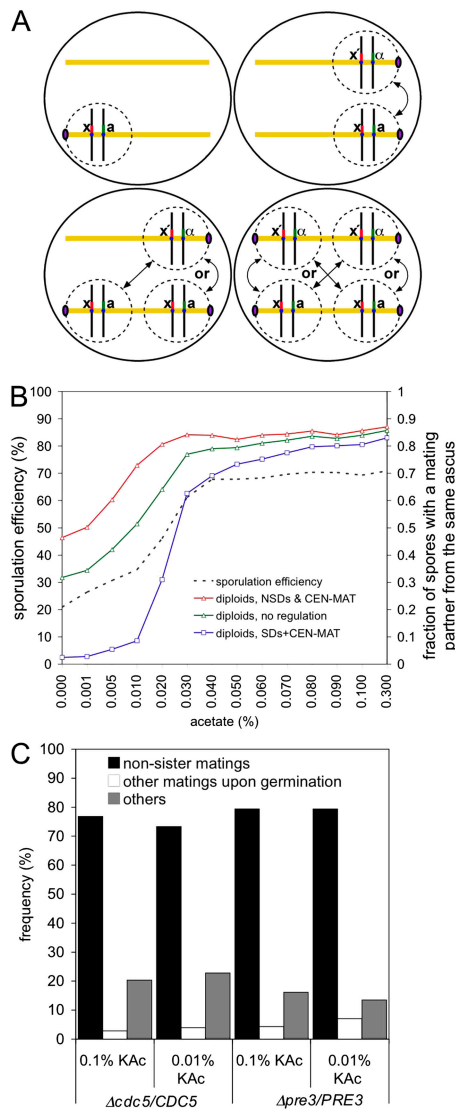 A
x' α
x a
x a
x' α
or
x a
x a
x' α
x' α
or
or
x a
x a
B
sporulation efficiency (%)
100
90
80
70
60
50
40
30
20
10
0
1
0.9
0.8
0.7
0.6
0.5
0.4
0.3
0.2
0.1
0
fraction of spores with a mating
partner from the same ascus
sporulation efficiency
diploids, NSDs & CEN-MAT
diploids, no regulation
diploids, SDs+CEN-MAT
0.000
0.001
0.005
0.010
0.020
0.030
0.040
0.050
0.060
0.070
0.080
0.090
0.100
0.300
acetate (%)
C
frequency (%)
100
90
80
70
60
50
40
30
20
10
0
non-sister matings
other matings upon germination
others
0.1% KAc
0.01%
KAc
0.1% KAc
0.01%
KAc
Δcdc5/CDC5
Δpre3/PRE3